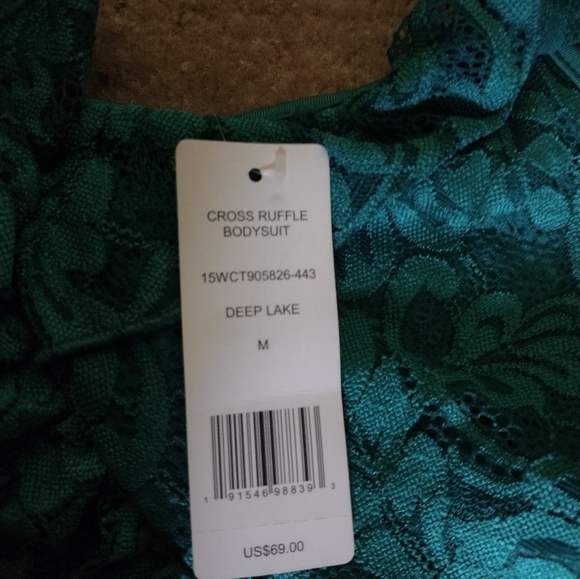 CROSS RUFFLE
BODYSUIT
15WCT905826-443
DEEP LAKE
M
1 91546 98839 3
US$69.00